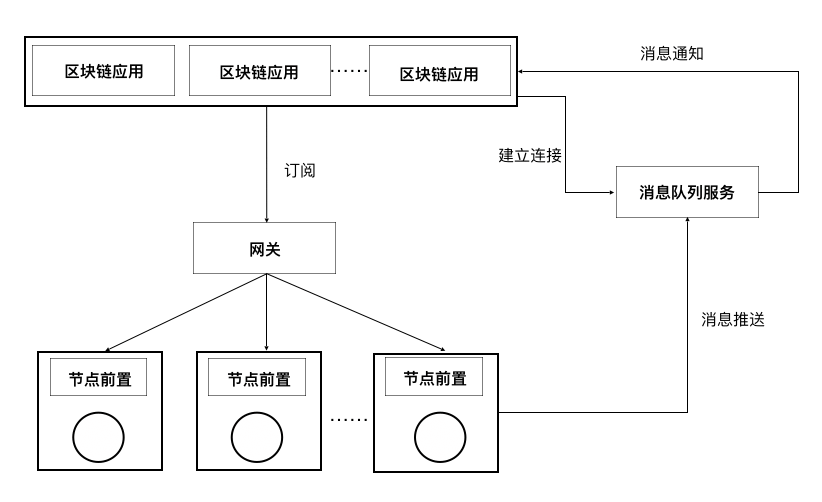 消息通知
区块链应用
区块链应用
······
区块链应用
建立连接
订阅
消息队列服务
网关
消息推送
节点前置
节点前置
节点前置
······